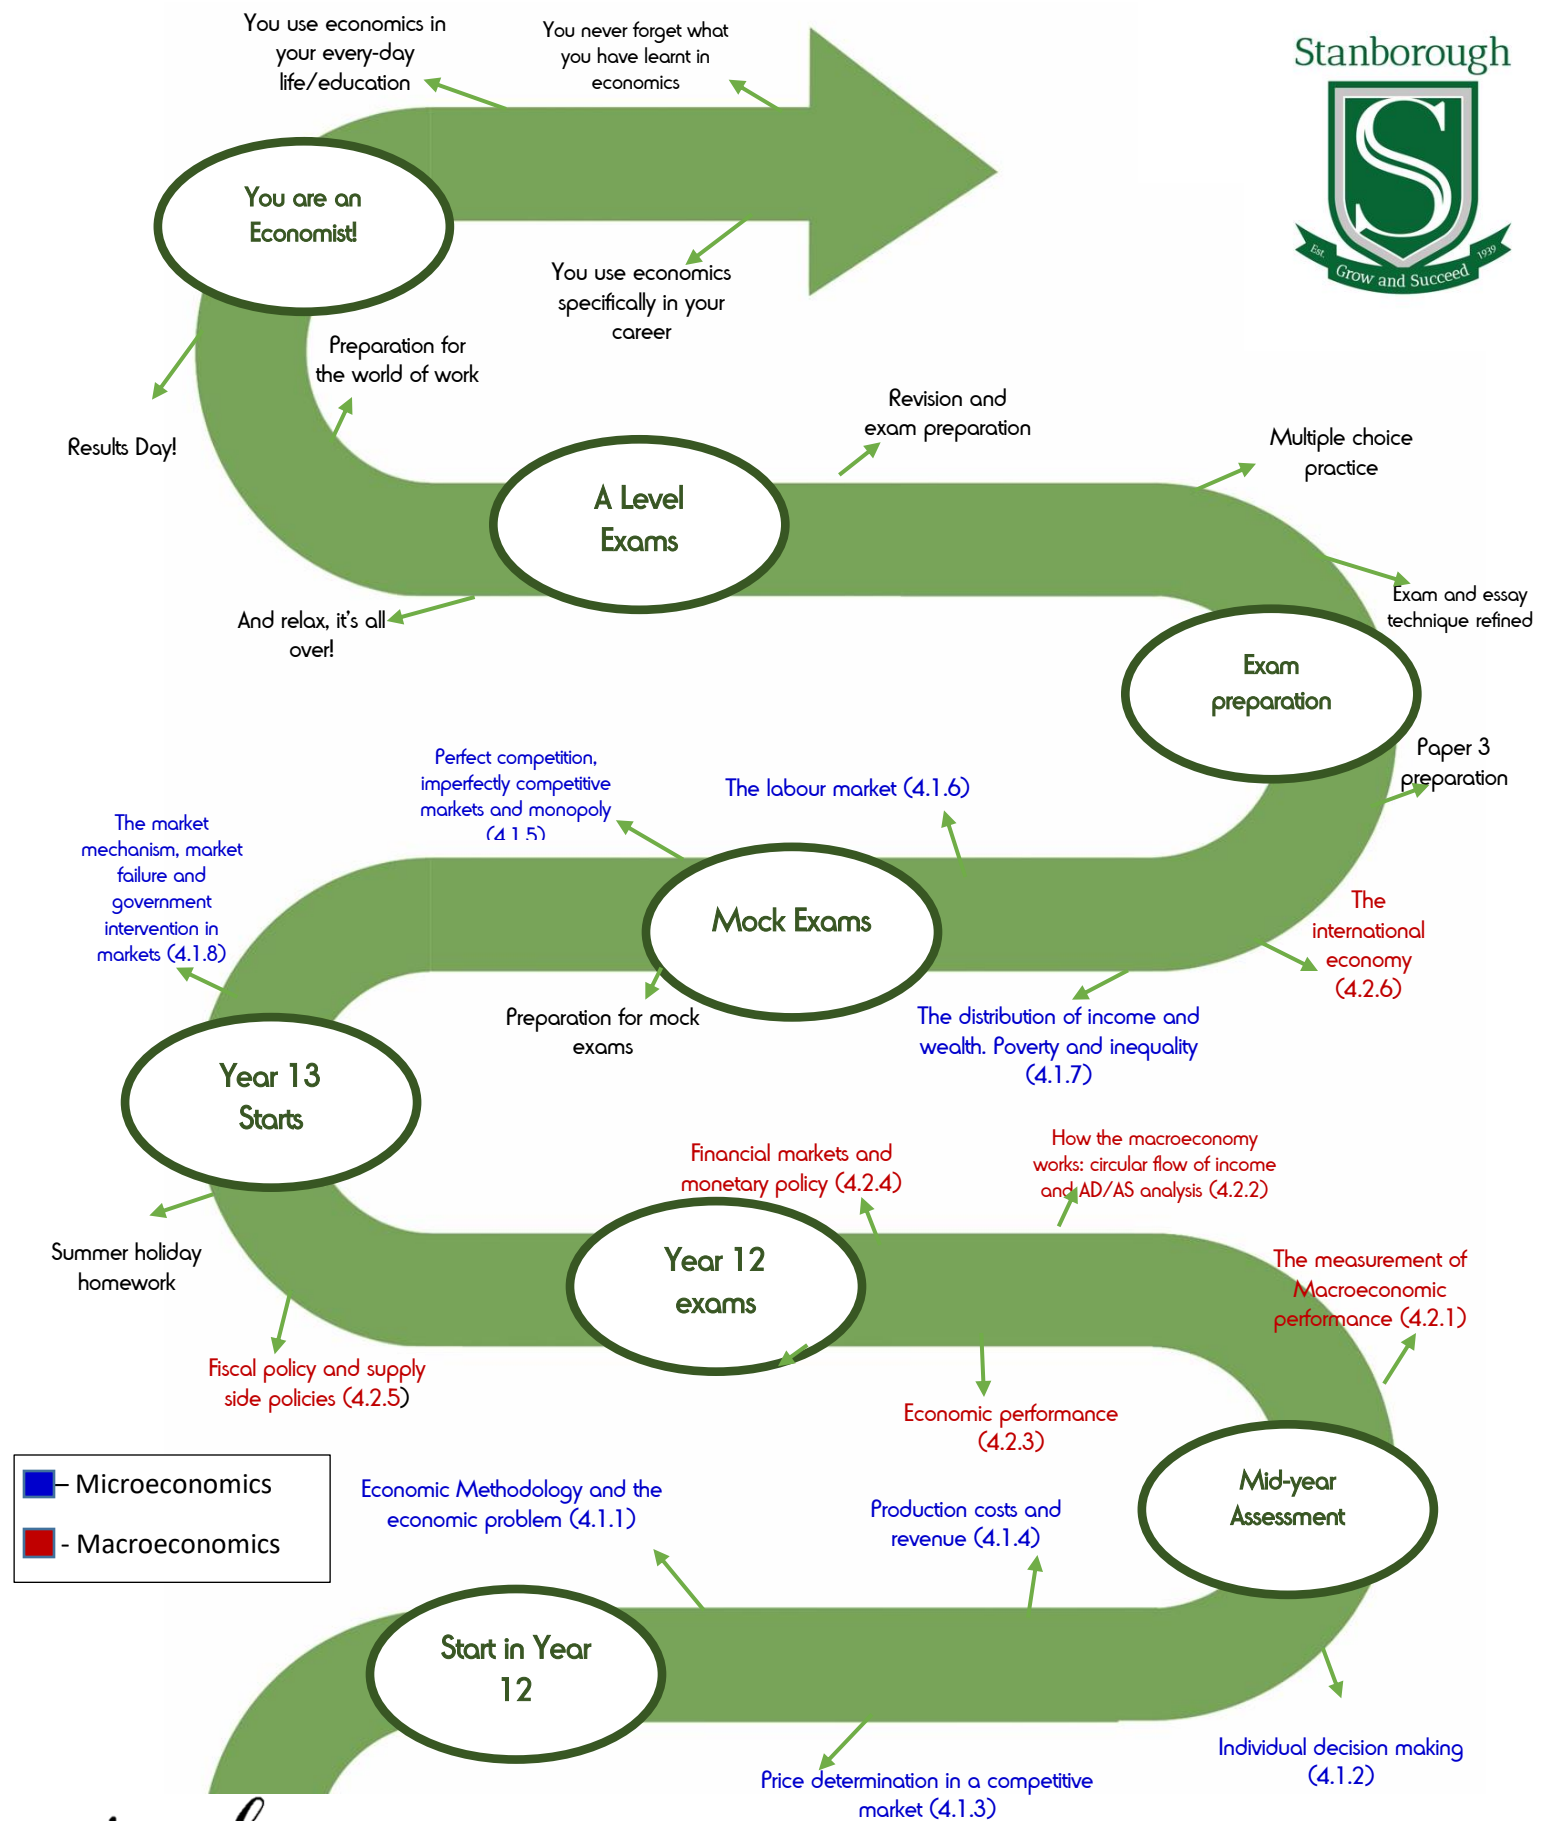 You use economics in
your every-day
life/education
You never forget what
you have learnt in
economics
Stanborough
S
Est.
1939
Grow and Succeed
You are an
Economist!
You use economics
specifically in your
career
Preparation for
the world of work
Results Day!
Revision and
exam preparation
Multiple choice
practice
A Level
Exams
Exam and essay
technique refined
And relax, it's all
over!
Exam
preparation
Paper 3
preparation
Perfect competition,
imperfectly competitive
markets and monopoly
(4.1.5)
The labour market (4.1.6)
The market
mechanism, market
failure and
government
intervention in
markets (4.1.8)
Mock Exams
The
international
economy
(4.2.6)
Preparation for mock
exams
The distribution of income and
wealth. Poverty and inequality
(4.1.7)
Year 13
Starts
Financial markets and
monetary policy (4.2.4)
How the macroeconomy
works: circular flow of income
and AD/AS analysis (4.2.2)
Summer holiday
homework
Year 12
exams
The measurement of
Macroeconomic
performance (4.2.1)
Fiscal policy and supply
side policies (4.2.5)
Economic performance
(4.2.3)
– Microeconomics
- Macroeconomics
Economic Methodology and the
economic problem (4.1.1)
Production costs and
revenue (4.1.4)
Mid-year
Assessment
Start in Year
12
Individual decision making
(4.1.2)
Price determination in a competitive
market (4.1.3)